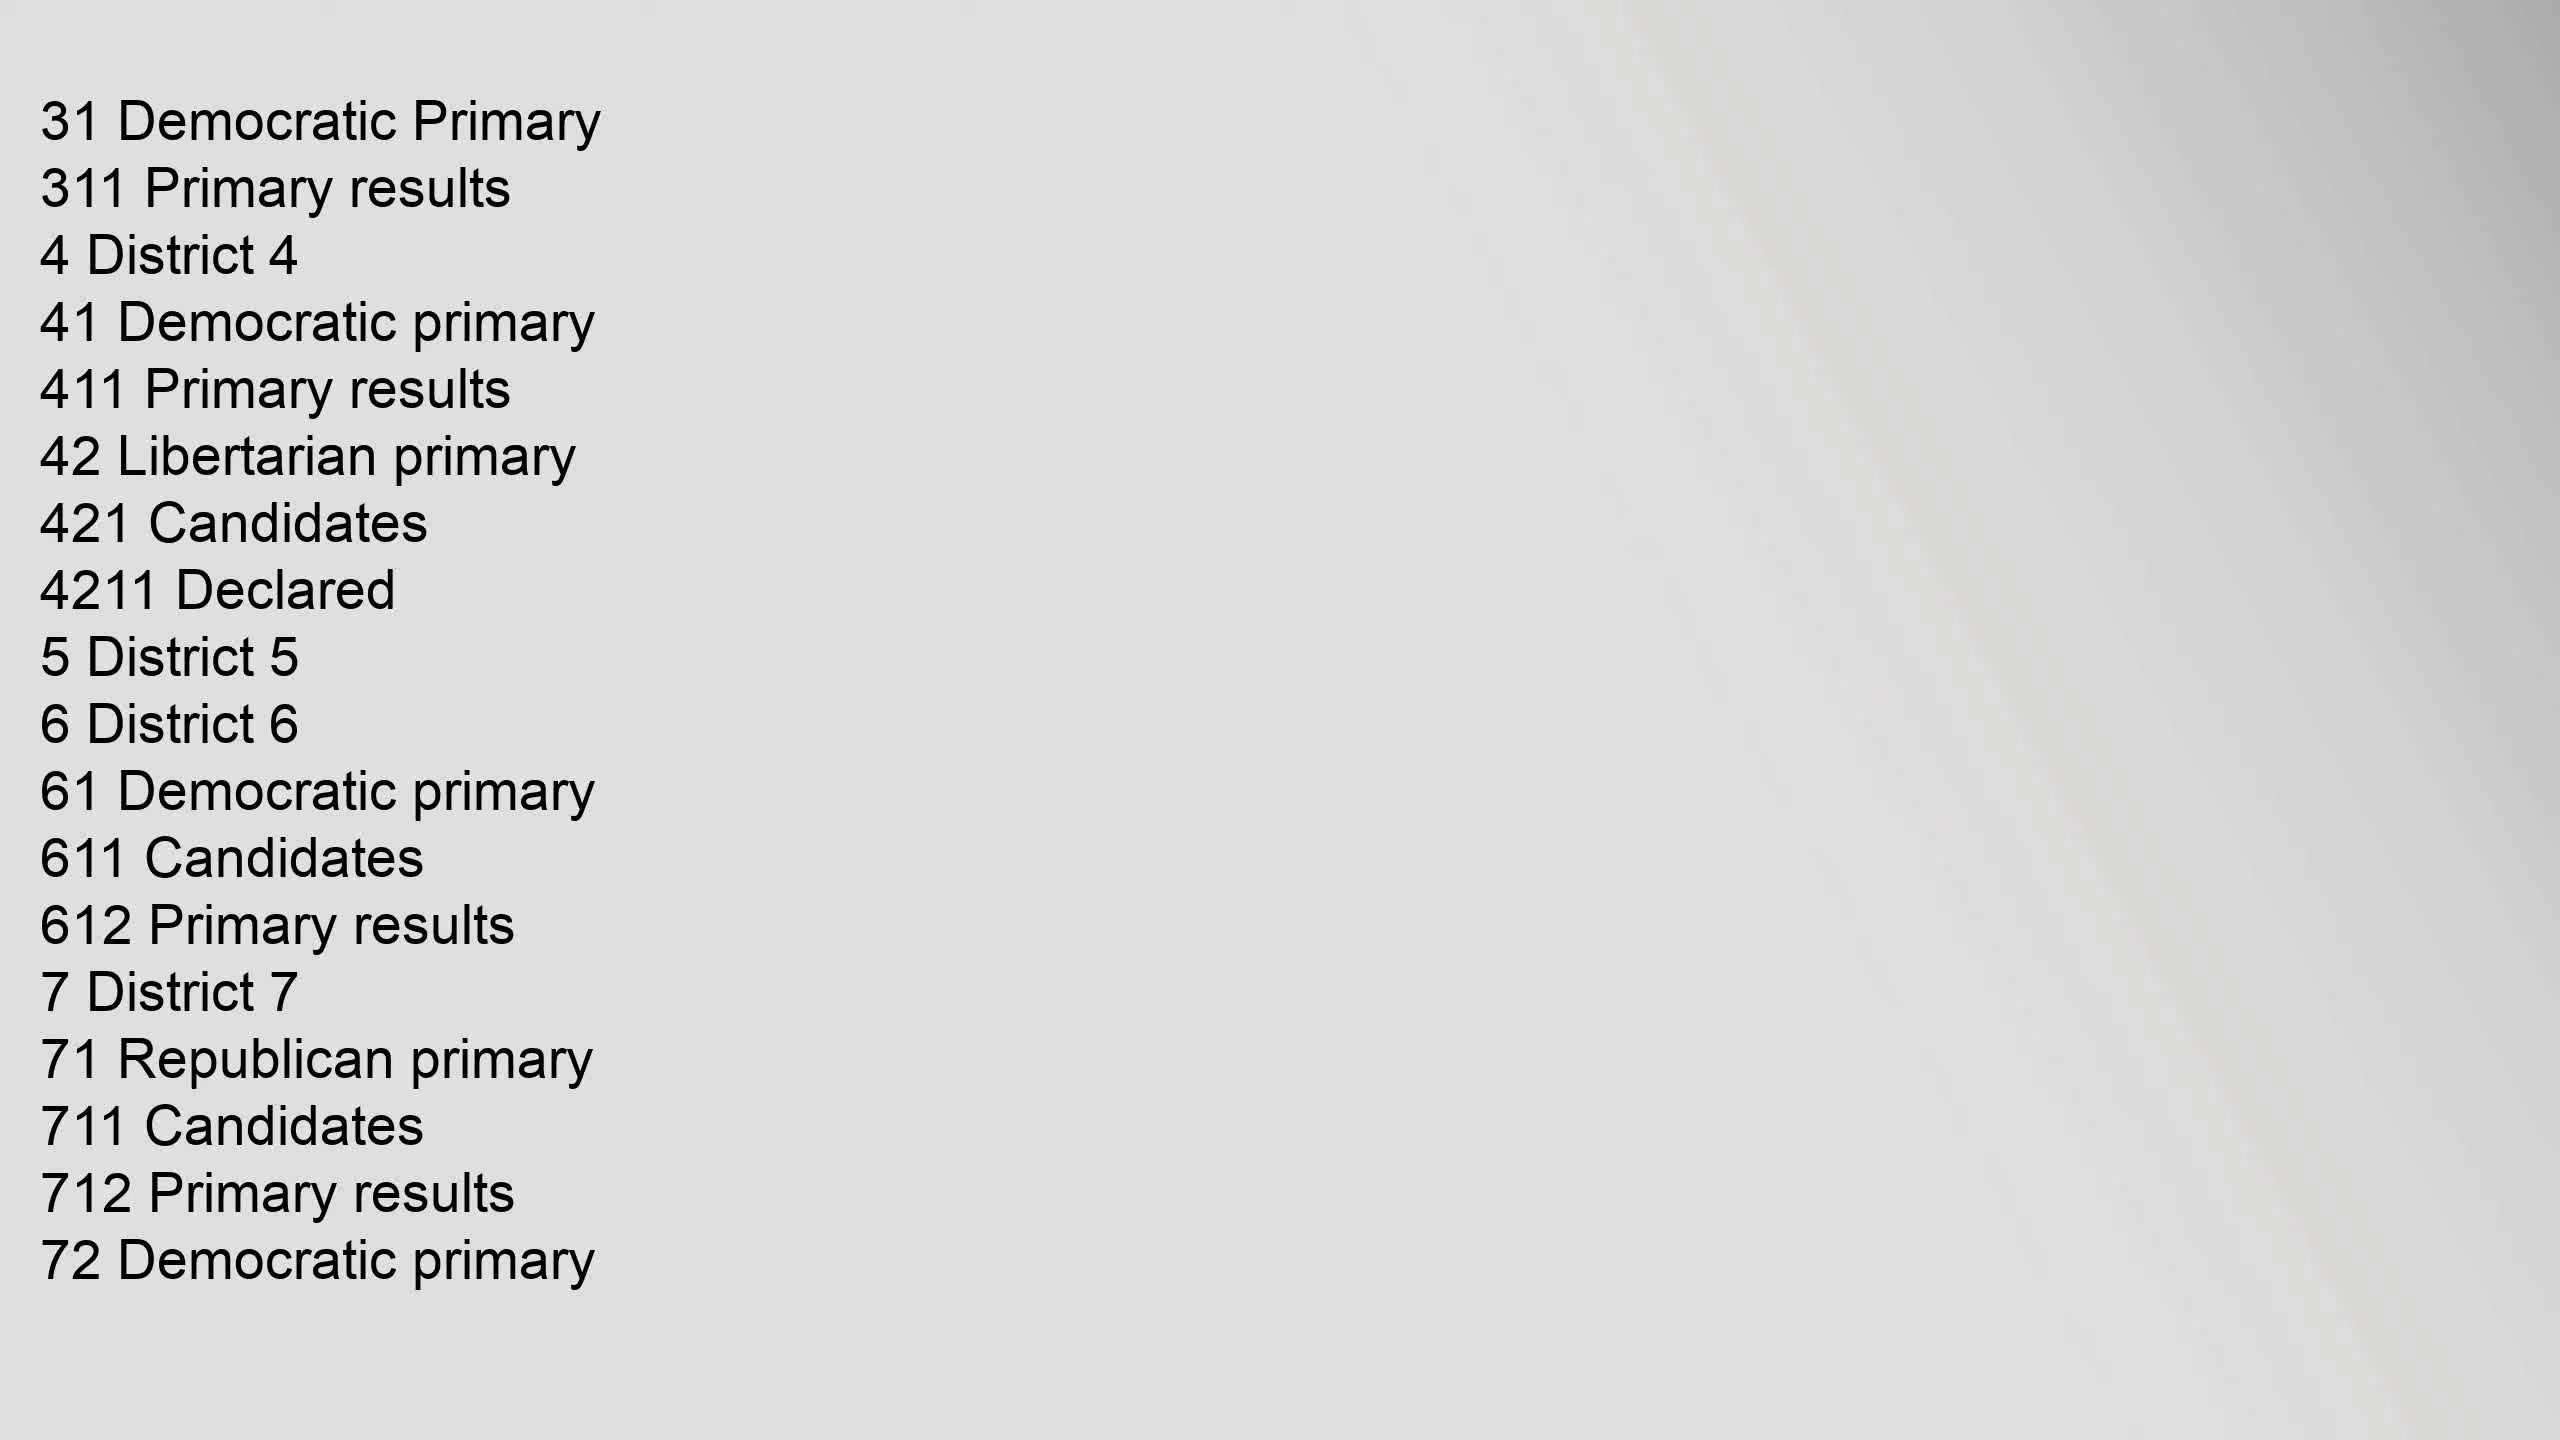 31 Democratic Primary
311 Primary results
4 District 4
41 Democratic primary
411 Primary results
42 Libertarian primary
421 Candidates
4211 Declared
5 District 5
6 District 6
61 Democratic primary
611 Candidates
612 Primary results
7 District 7
71 Republican primary
711 Candidates
712 Primary results
72 Democratic primary